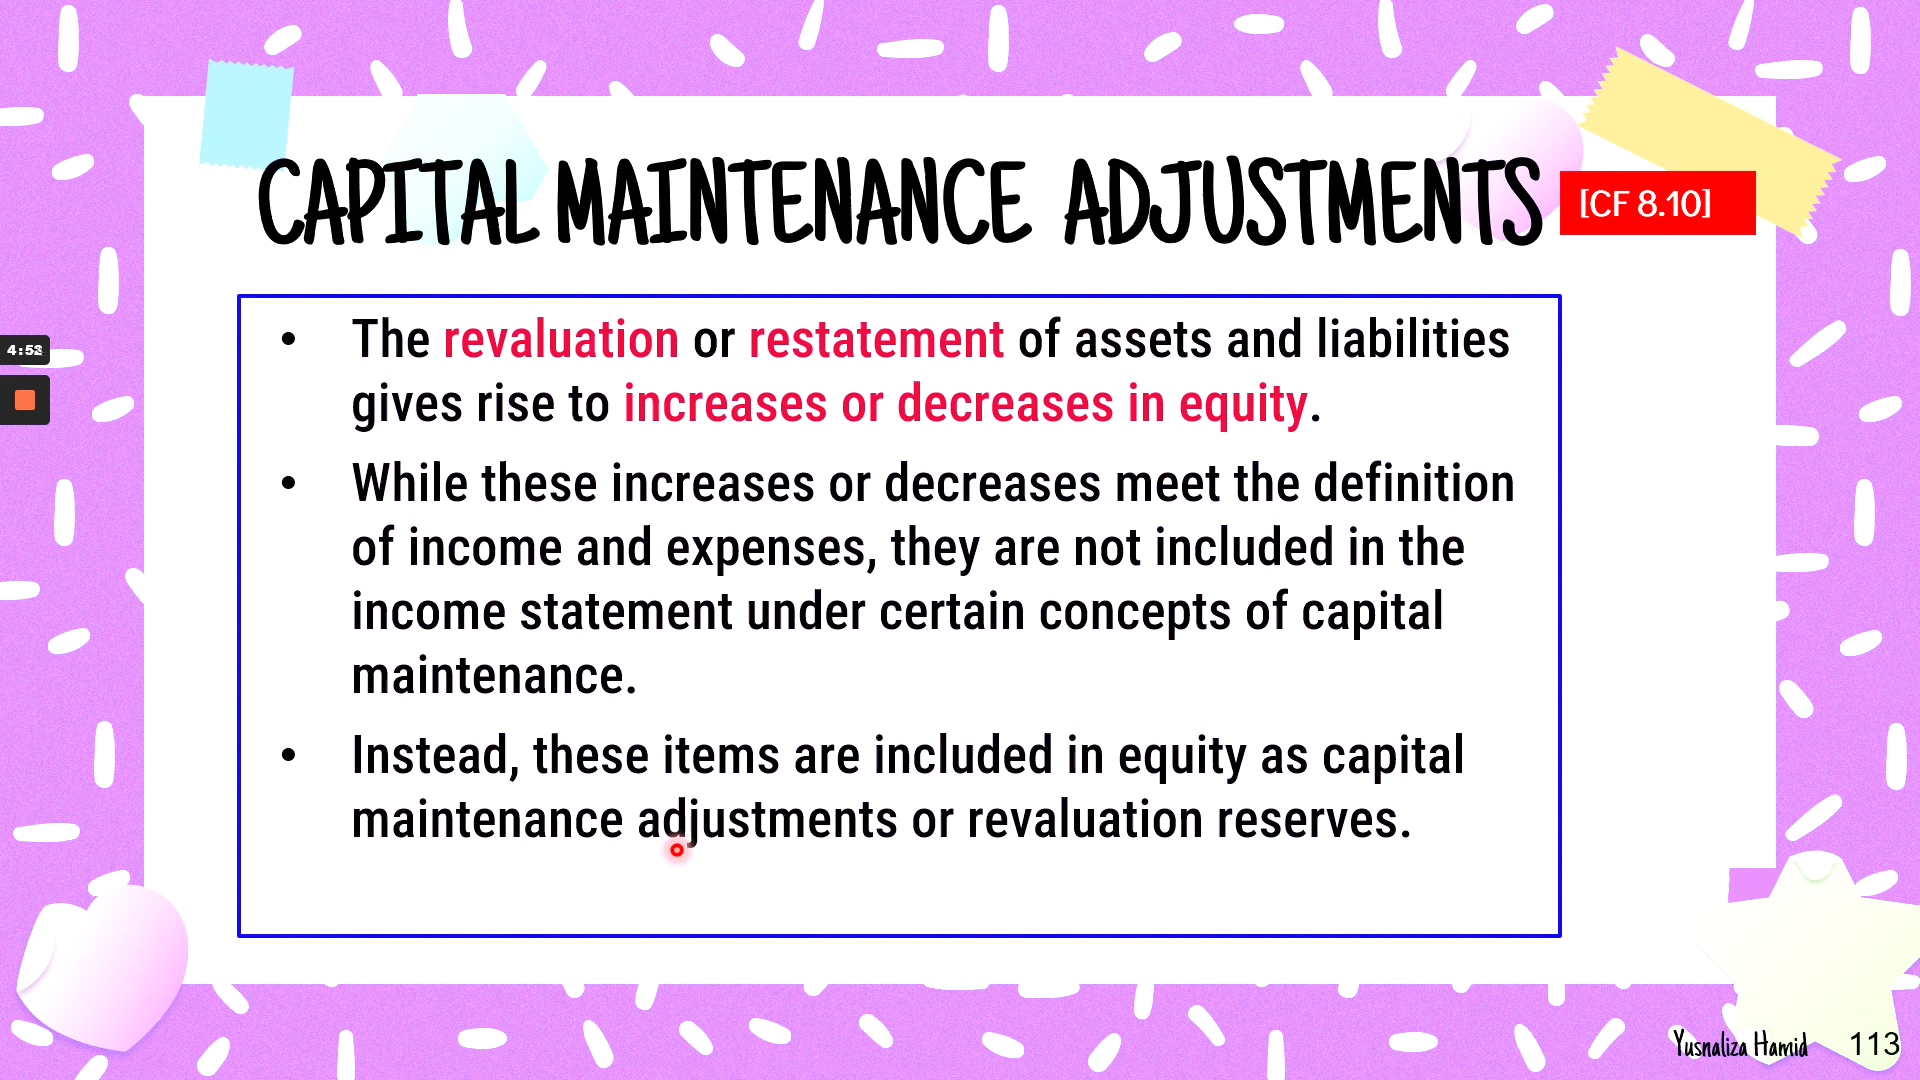 CAPITAL MAINTENANCE ADJUSTMENTS [CF 8.10]
• The revaluation or restatement of assets and liabilities
gives rise to increases or decreases in equity.
• While these increases or decreases meet the definition
of income and expenses, they are not included in the
income statement under certain concepts of capital
maintenance.
• Instead, these items are included in equity as capital
maintenance adjustments or revaluation reserves.
Yusnaliza Hamid 113